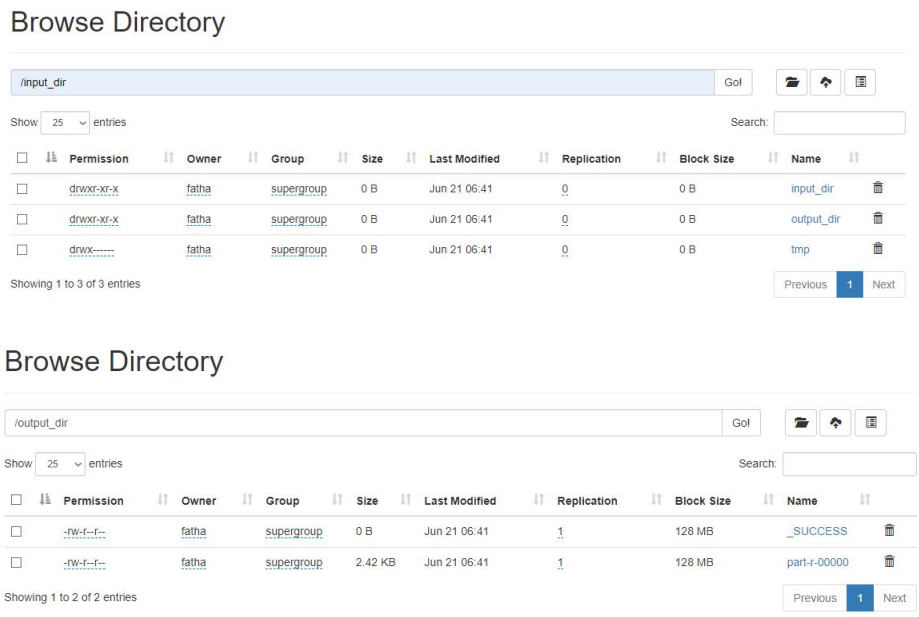 Browse Directory
/input_dir Go!
Show 25 entries Search:
Permission Owner Group Size Last Modified Replication Block Size Name
drwxr-xr-x fatha supergroup 0 B Jun 21 06:41 0 0 B input_dir
drwxr-xr-x fatha supergroup 0 B Jun 21 06:41 0 0 B output_dir
drwx------ fatha supergroup 0 B Jun 21 06:41 0 0 B tmp
Showing 1 to 3 of 3 entries Previous 1 Next
Browse Directory
/output_dir Go!
Show 25 entries Search:
Permission Owner Group Size Last Modified Replication Block Size Name
-rw-r--r-- fatha supergroup 0 B Jun 21 06:41 1 128 MB _SUCCESS
-rw-r--r-- fatha supergroup 2.42 KB Jun 21 06:41 1 128 MB part-r-00000
Showing 1 to 2 of 2 entries Previous 1 Next